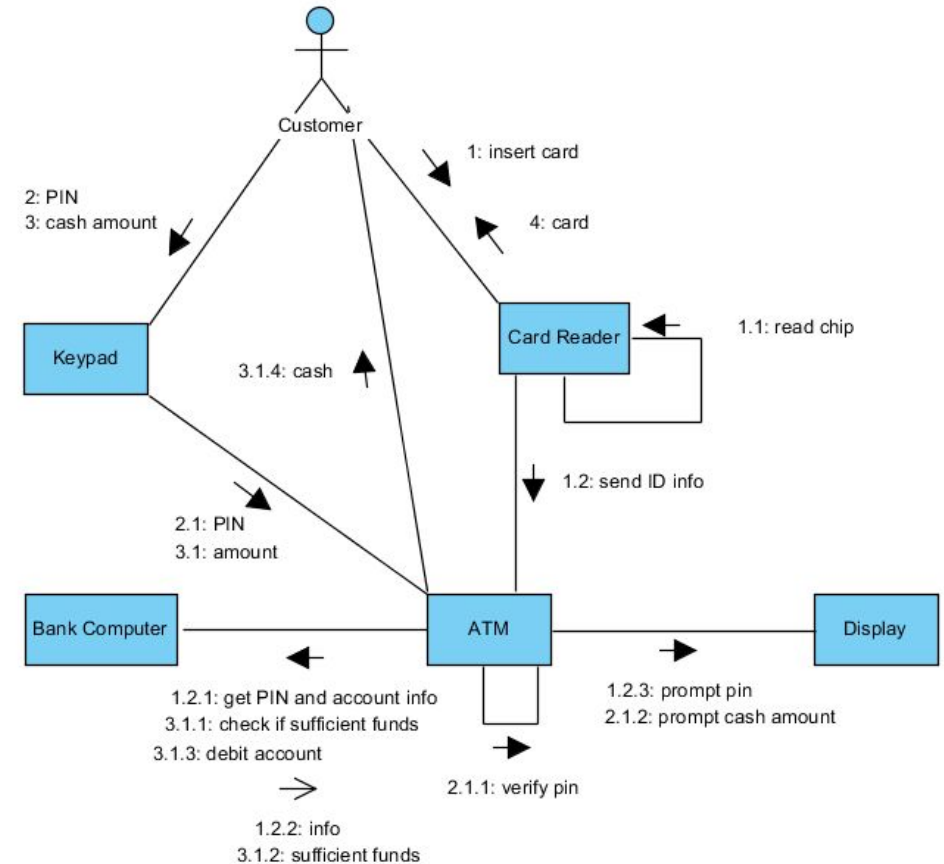 Customer
1: insert card
2: PIN
3: cash amount
4: card
Keypad
Card Reader
1.1: read chip
3.1.4: cash
1.2: send ID info
2.1: PIN
3.1: amount
Bank Computer
ATM
Display
1.2.1: get PIN and account info
3.1.1: check if sufficient funds
3.1.3: debit account
1.2.3: prompt pin
2.1.2: prompt cash amount
2.1.1: verify pin
1.2.2: info
3.1.2: sufficient funds